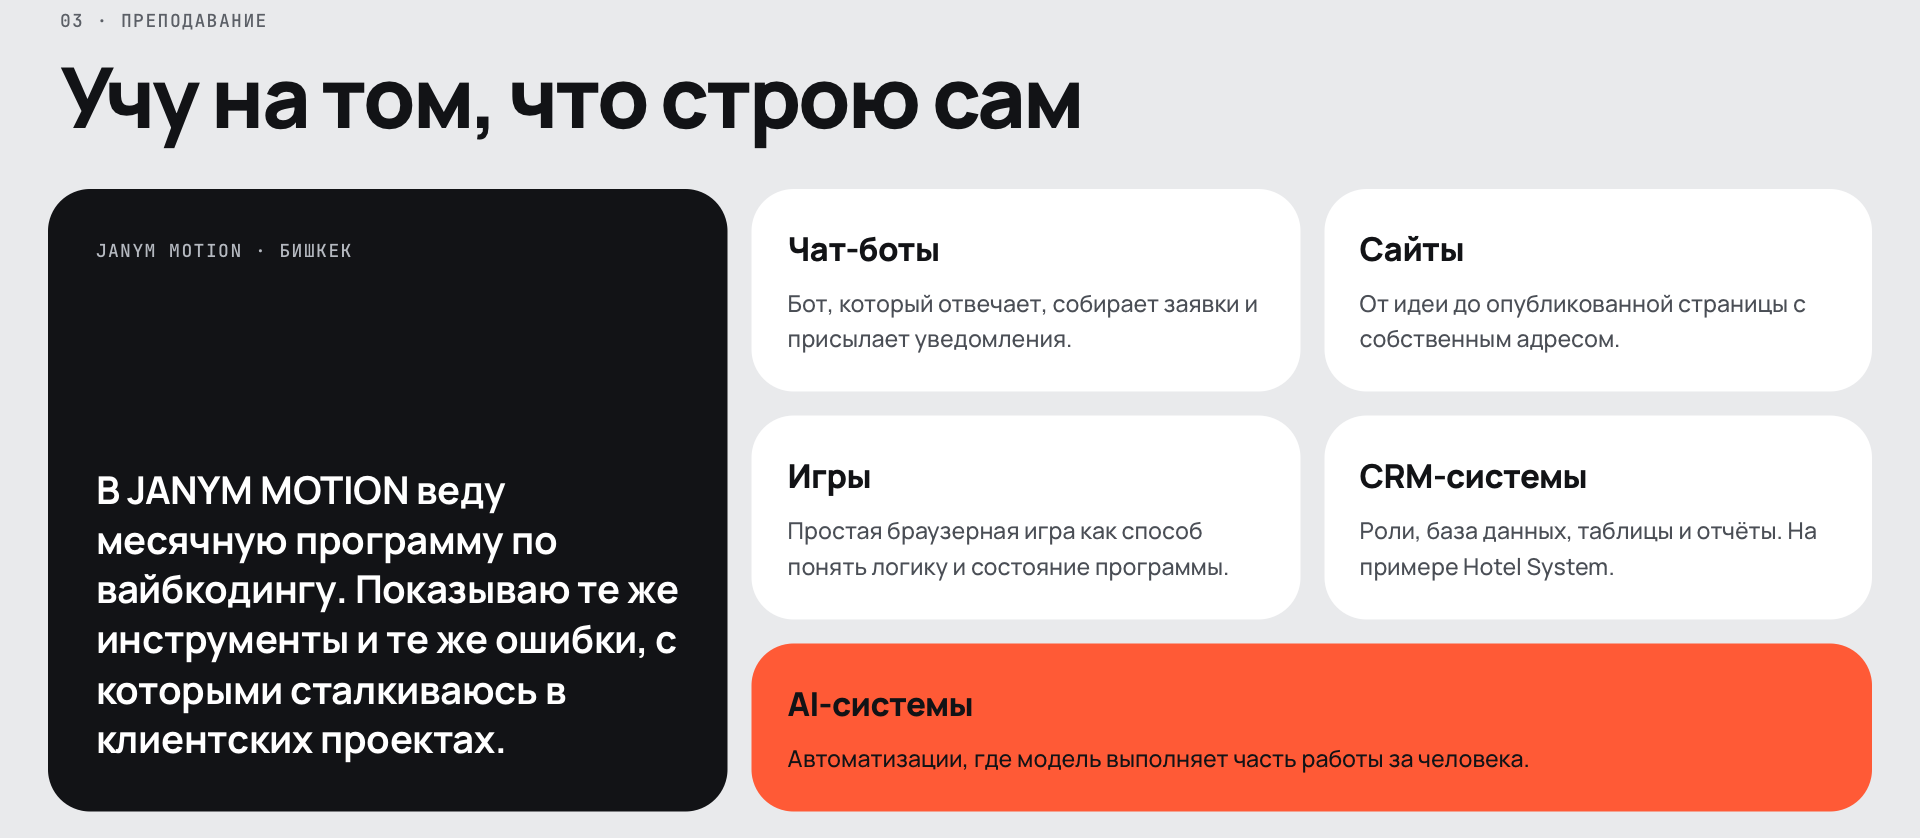 03 · ПРЕПОДАВАНИЕ
Учу на том, что строю сам
JANYM MOTION · БИШКЕК
В JANYM MOTION веду
месячную программу по
вайбкодингу. Показываю те же
инструменты и те же ошибки, с
которыми сталкиваюсь в
клиентских проектах.
Чат-боты
Бот, который отвечает, собирает заявки и
присылает уведомления.
Сайты
От идеи до опубликованной страницы с
собственным адресом.
Игры
Простая браузерная игра как способ
понять логику и состояние программы.
CRM-системы
Роли, база данных, таблицы и отчёты. На
примере Hotel System.
AI-системы
Автоматизации, где модель выполняет часть работы за человека.